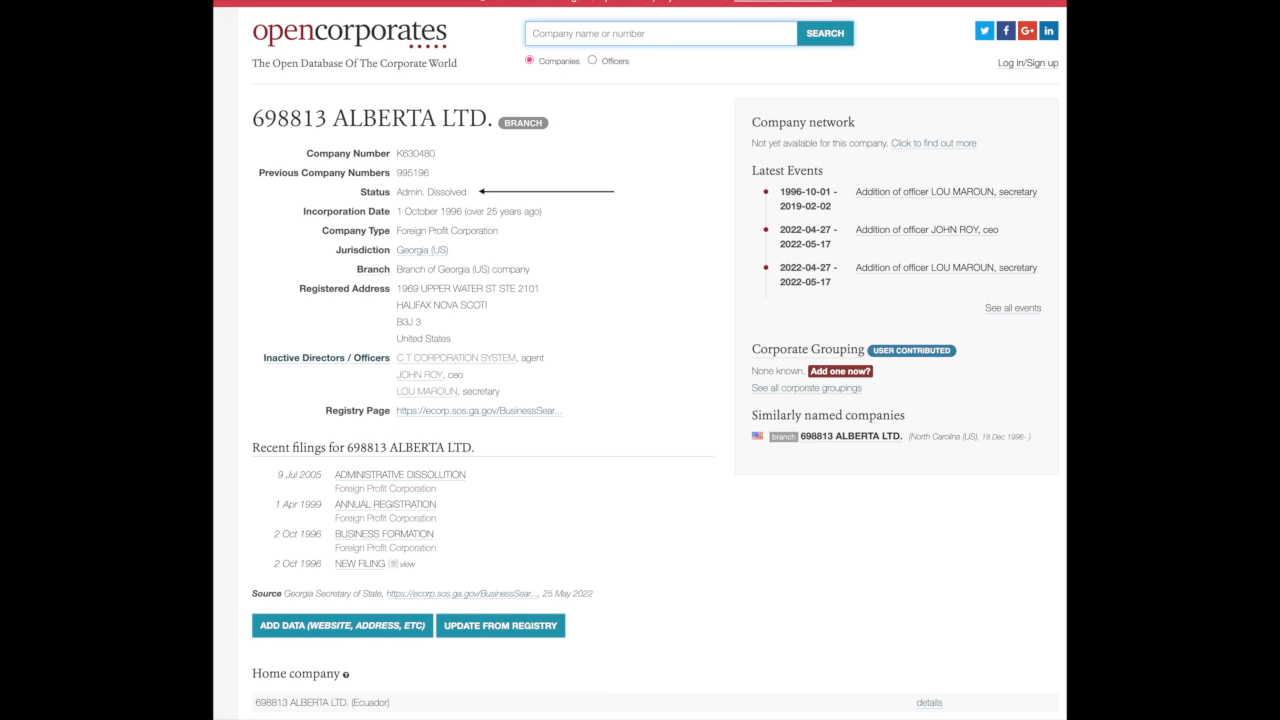 opencorporates
The Open Database Of The Corporate World
Company name or number
SEARCH
Companies Officers
Log in/Sign up
698813 ALBERTA LTD. BRANCH
Company Number K630480
Previous Company Numbers 995196
Status Admin. Dissolved
Incorporation Date 1 October 1996 (over 25 years ago)
Company Type Foreign Profit Corporation
Jurisdiction Georgia (US)
Branch Branch of Georgia (US) company
Registered Address 1969 UPPER WATER ST STE 2101
HALIFAX NOVA SCOTI
B3J 3
United States
Inactive Directors / Officers C T CORPORATION SYSTEM, agent
JOHN ROY, ceo
LOU MAROUN, secretary
Registry Page https://ecorp.sos.ga.gov/BusinessSear...
Recent filings for 698813 ALBERTA LTD.
9 Jul 2005 ADMINISTRATIVE DISSOLUTION
Foreign Profit Corporation
1 Apr 1999 ANNUAL REGISTRATION
Foreign Profit Corporation
2 Oct 1996 BUSINESS FORMATION
Foreign Profit Corporation
2 Oct 1996 NEW FILING view
Source Georgia Secretary of State, https://ecorp.sos.ga.gov/BusinessSear..., 25 May 2022
ADD DATA (WEBSITE, ADDRESS, ETC) UPDATE FROM REGISTRY
Home company ?
698813 ALBERTA LTD. (Ecuador) details
Company network
Not yet available for this company. Click to find out more
Latest Events
1996-10-01 - Addition of officer LOU MAROUN, secretary
2019-02-02
2022-04-27 - Addition of officer JOHN ROY, ceo
2022-05-17
2022-04-27 - Addition of officer LOU MAROUN, secretary
2022-05-17
See all events
Corporate Grouping USER CONTRIBUTED
None known. Add one now?
See all corporate groupings
Similarly named companies
branch 698813 ALBERTA LTD. (North Carolina (US), 18 Dec 1996- )